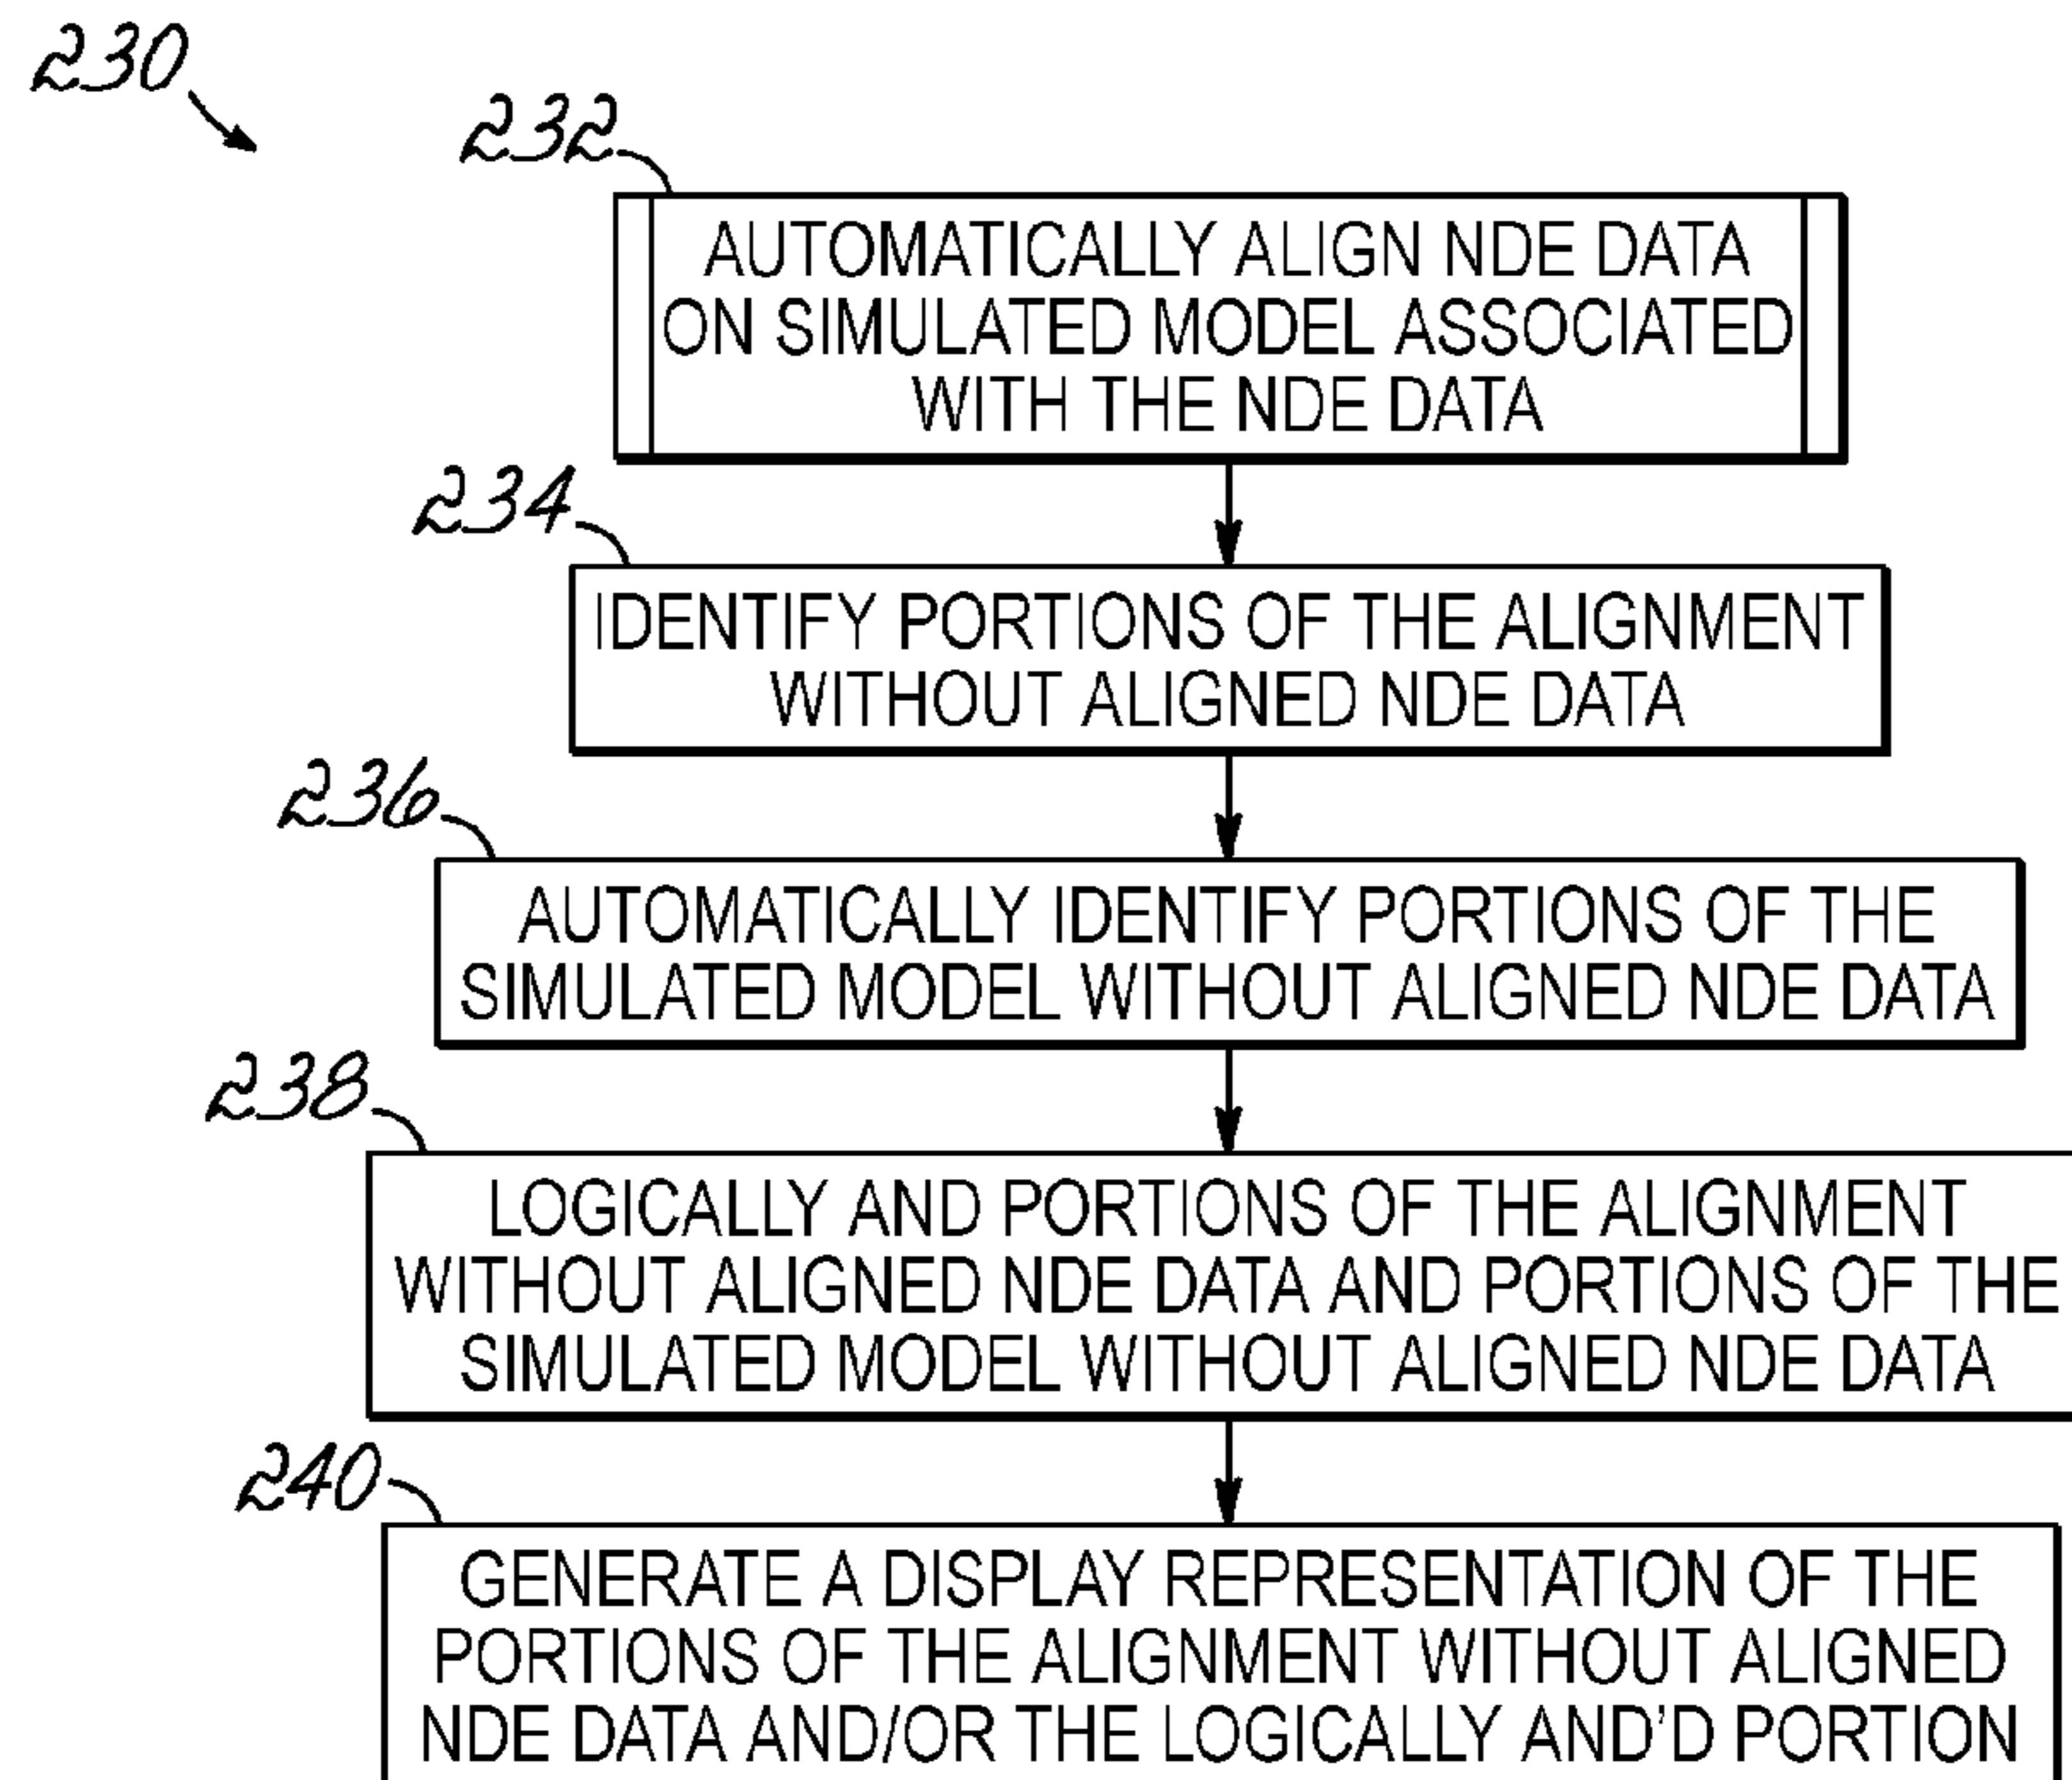 230
232
AUTOMATICALLY ALIGN NDE DATA
ON SIMULATED MODEL ASSOCIATED
WITH THE NDE DATA
234
IDENTIFY PORTIONS OF THE ALIGNMENT
WITHOUT ALIGNED NDE DATA
236
AUTOMATICALLY IDENTIFY PORTIONS OF THE
SIMULATED MODEL WITHOUT ALIGNED NDE DATA
238
LOGICALLY AND PORTIONS OF THE ALIGNMENT
WITHOUT ALIGNED NDE DATA AND PORTIONS OF THE
SIMULATED MODEL WITHOUT ALIGNED NDE DATA
240
GENERATE A DISPLAY REPRESENTATION OF THE
PORTIONS OF THE ALIGNMENT WITHOUT ALIGNED
NDE DATA AND/OR THE LOGICALLY AND'D PORTION